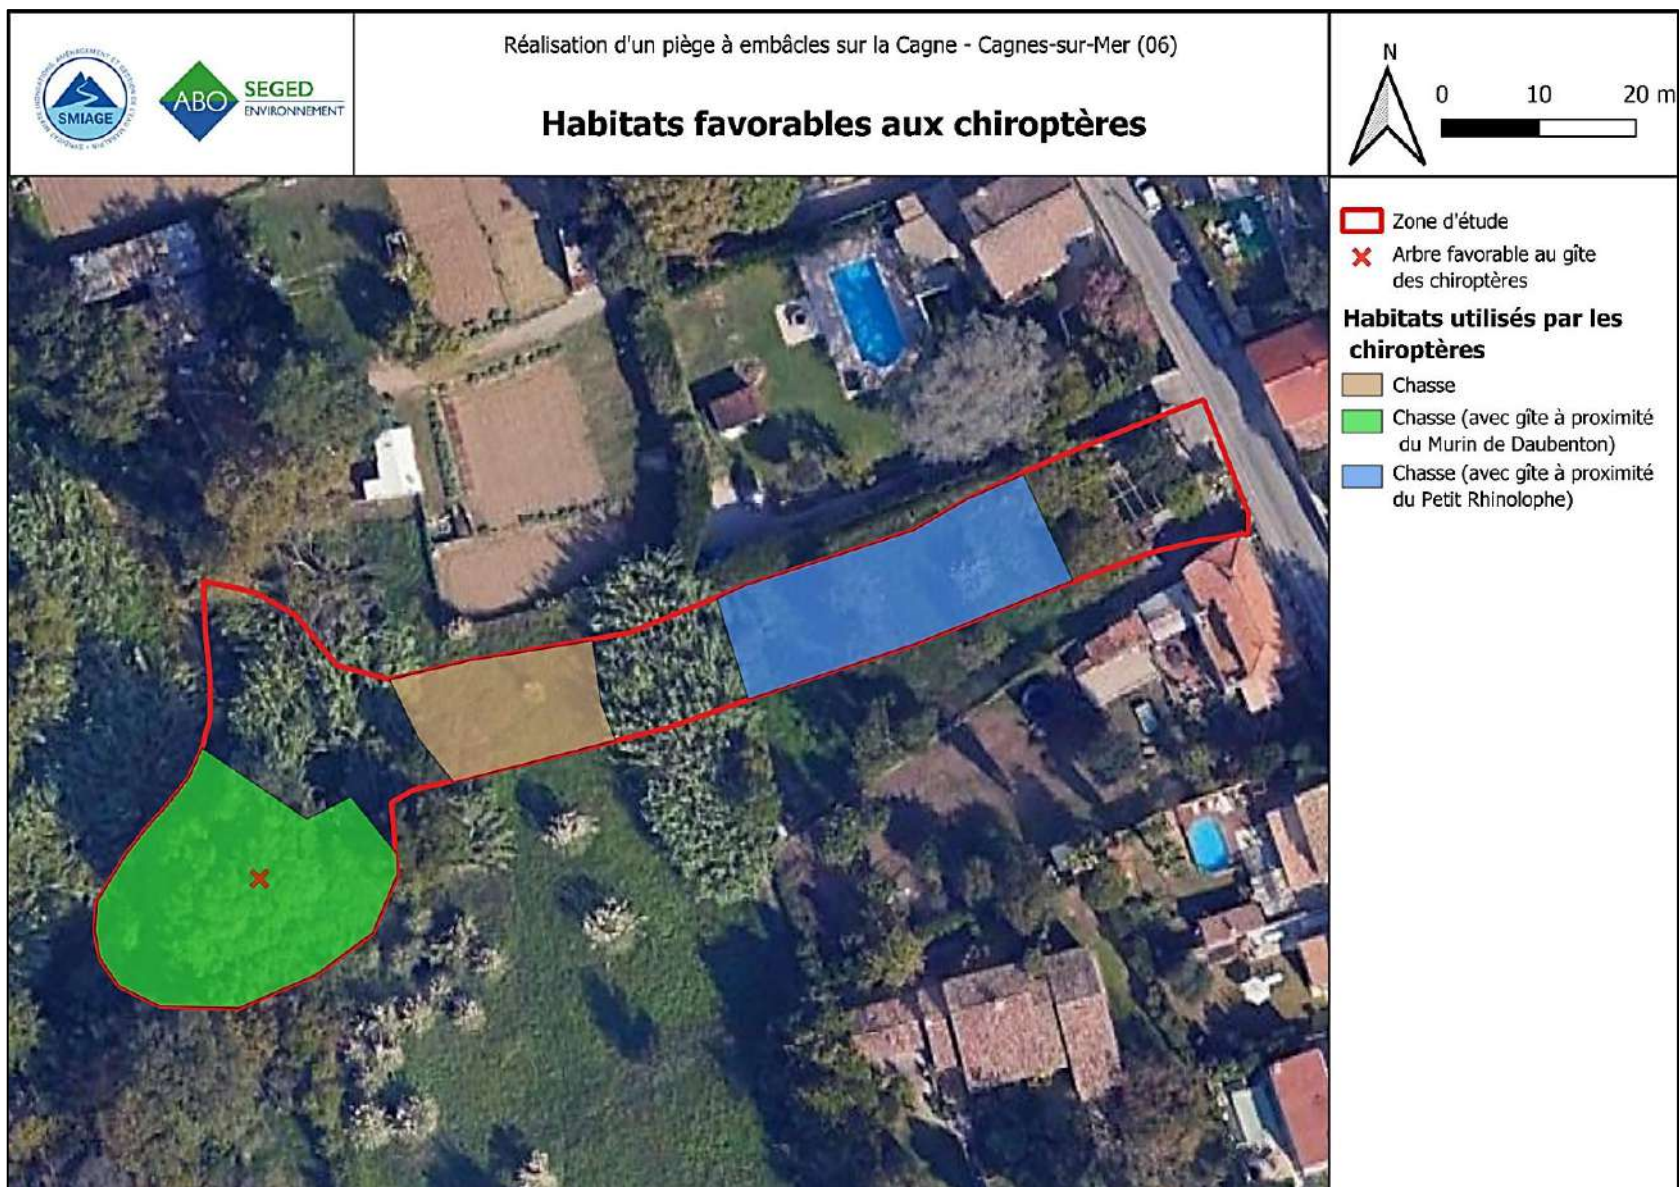 Réalisation d'un piège à embâcles sur la Cagne - Cagnes-sur-Mer (06)
Habitats favorables aux chiroptères
SMIAGE
ABO
SEGED
ENVIRONNEMENT
N
0 10 20 m
Zone d'étude
Arbre favorable au gîte
des chiroptères
Habitats utilisés par les
chiroptères
Chasse
Chasse (avec gîte à proximité
du Murin de Daubenton)
Chasse (avec gîte à proximité
du Petit Rhinolophe)